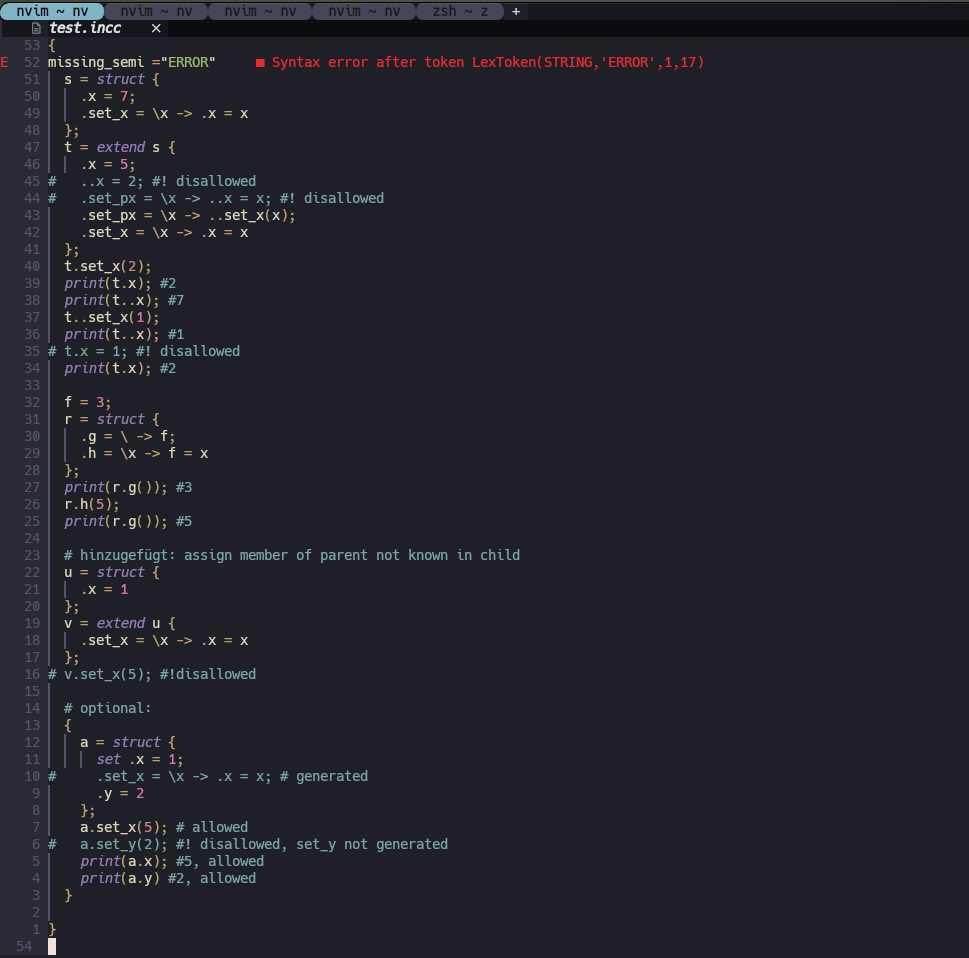 nvim ~ nv nvim ~ nv nvim ~ nv nvim ~ nv zsh ~ z +
test.incc ×
53 {
E 52 missing_semi ="ERROR" ■ Syntax error after token LexToken(STRING,'ERROR',1,17)
51 s = struct {
50 .x = 7;
49 .set_x = \x -> .x = x
48 };
47 t = extend s {
46 .x = 5;
45 # ..x = 2; #! disallowed
44 # .set_px = \x -> ..x = x; #! disallowed
43 .set_px = \x -> ..set_x(x);
42 .set_x = \x -> .x = x
41 };
40 t.set_x(2);
39 print(t.x); #2
38 print(t..x); #7
37 t..set_x(1);
36 print(t..x); #1
35 # t.x = 1; #! disallowed
34 print(t.x); #2
33
32 f = 3;
31 r = struct {
30 .g = \ -> f;
29 .h = \x -> f = x
28 };
27 print(r.g()); #3
26 r.h(5);
25 print(r.g()); #5
24
23 # hinzugefügt: assign member of parent not known in child
22 u = struct {
21 .x = 1
20 };
19 v = extend u {
18 .set_x = \x -> .x = x
17 };
16 # v.set_x(5); #!disallowed
15
14 # optional:
13 {
12 a = struct {
11 set .x = 1;
10 # .set_x = \x -> .x = x; # generated
9 .y = 2
8 };
7 a.set_x(5); # allowed
6 # a.set_y(2); #! disallowed, set_y not generated
5 print(a.x); #5, allowed
4 print(a.y) #2, allowed
3 }
2
1 }
54